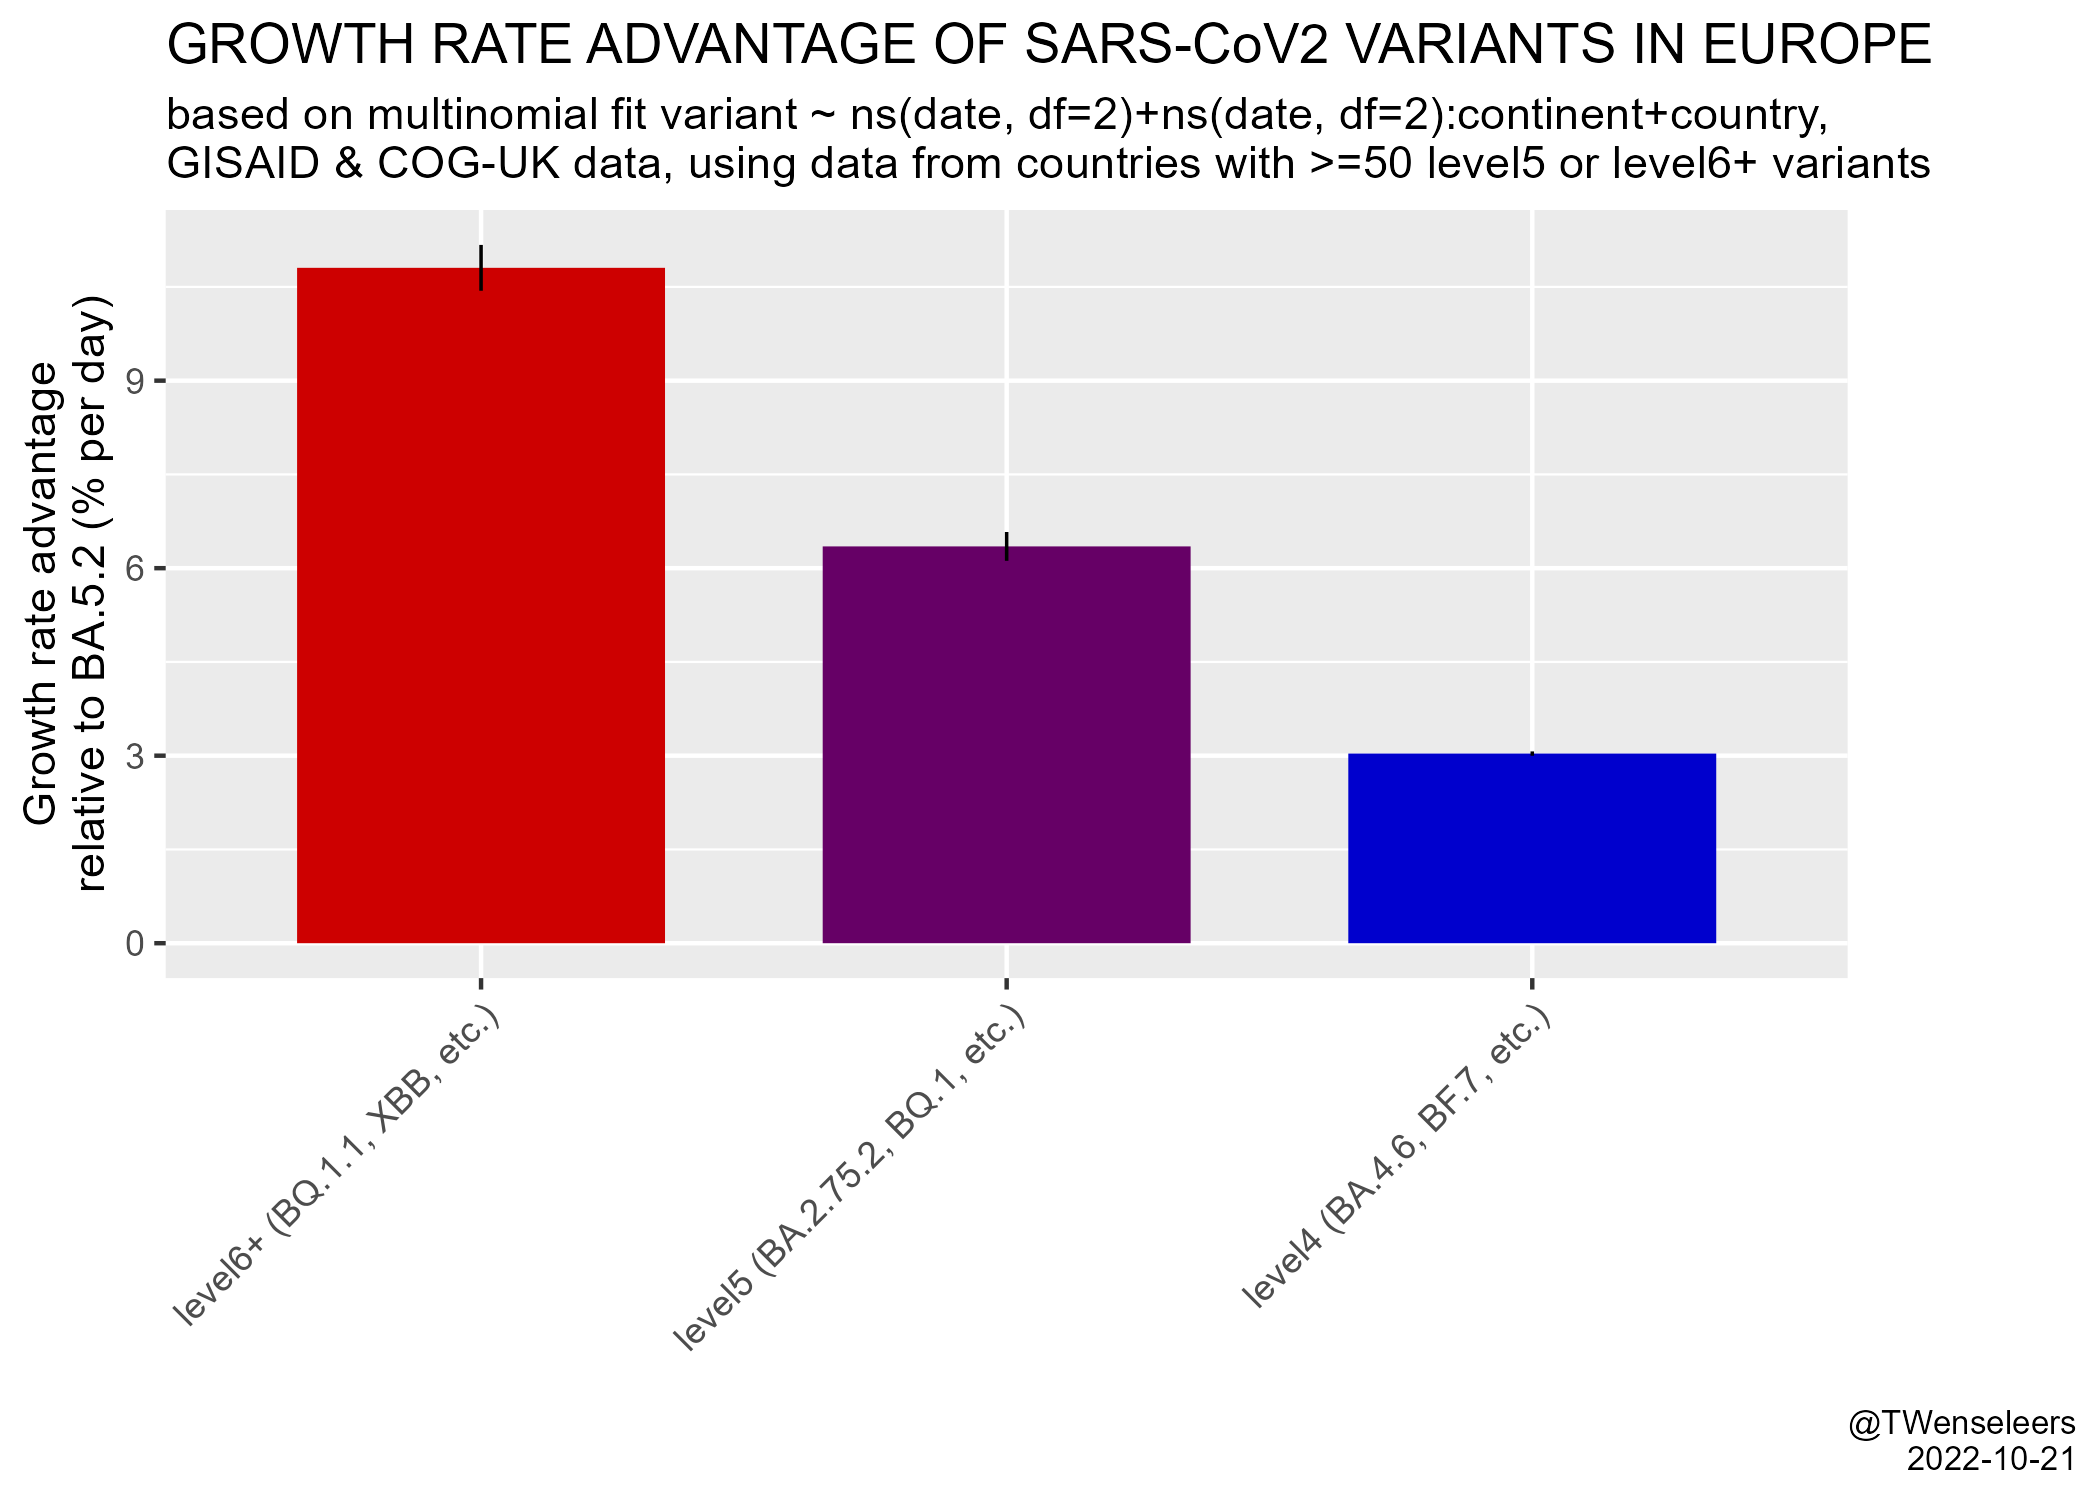 GROWTH RATE ADVANTAGE OF SARS-CoV2 VARIANTS IN EUROPE
based on multinomial fit variant ~ ns(date, df=2)+ns(date, df=2):continent+country,
GISAID & COG-UK data, using data from countries with >=50 level5 or level6+ variants
Growth rate advantage
relative to BA.5.2 (% per day)
9
6
3
0
level6+ (BQ.1.1, XBB, etc.)
level5 (BA.2.75.2, BQ.1, etc.)
level4 (BA.4.6, BF.7, etc.)
@TWenseleers
2022-10-21